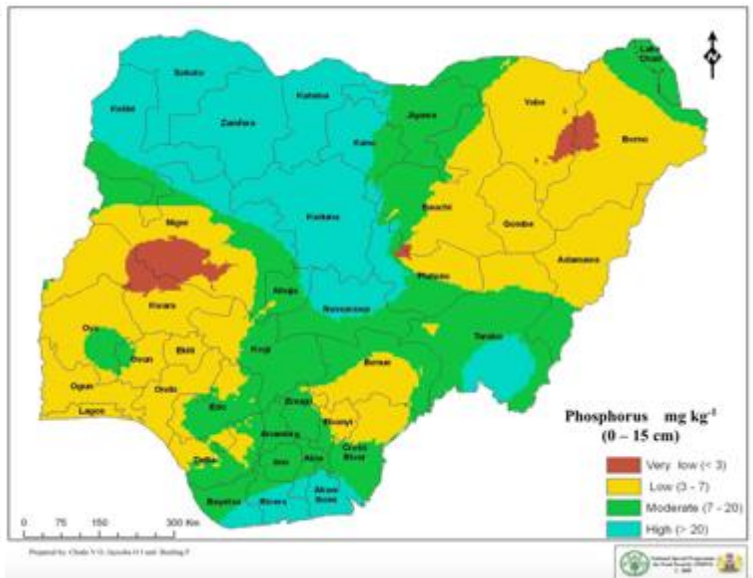 Lake
Chad
Sokoto
Katsina
Kebbi
Zamfara
Jigawa
Yobe
Kano
Borno
Kaduna
Bauchi
Gombe
Niger
Adamawa
Plateau
Abuja
Kwara
Nassarawa
Oyo
Taraba
Ekiti
Kogi
Osun
Benue
Ogun
Ondo
Edo
Enugu
Lagos
Ebonyi
Anambra
Cross
River
Delta
Imo
Abia
Akwa
Ibom
Bayelsa
Rivers
Phosphorus mg kg⁻¹
(0 – 15 cm)
Very low (< 3)
Low (3 - 7)
Moderate (7 - 20)
High (> 20)
0 75 150 300 Km